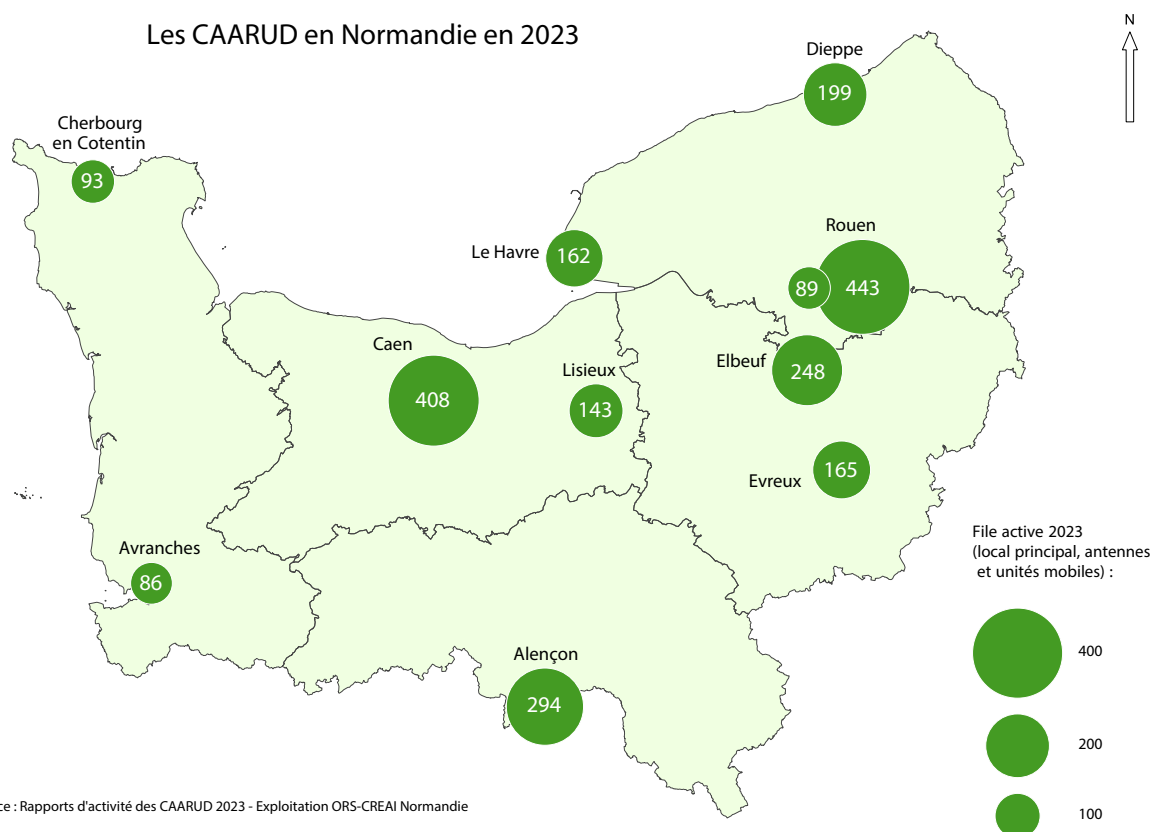 Les CAARUD en Normandie en 2023
N
Dieppe
199
Cherbourg
en Cotentin
93
Rouen
Le Havre
162
89
443
Caen
408
Lisieux
143
Elbeuf
248
Evreux
165
Avranches
86
Alençon
294
File active 2023
(local principal, antennes
et unités mobiles) :
400
200
100
ce : Rapports d'activité des CAARUD 2023 - Exploitation ORS-CREAI Normandie